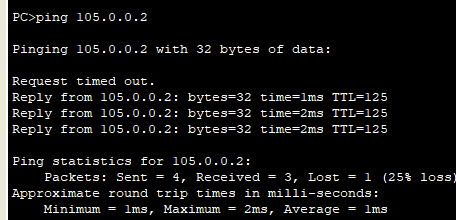 PC>ping 105.0.0.2
Pinging 105.0.0.2 with 32 bytes of data:
Request timed out.
Reply from 105.0.0.2: bytes=32 time=1ms TTL=125
Reply from 105.0.0.2: bytes=32 time=2ms TTL=125
Reply from 105.0.0.2: bytes=32 time=2ms TTL=125
Ping statistics for 105.0.0.2:
Packets: Sent = 4, Received = 3, Lost = 1 (25% loss)
Approximate round trip times in milli-seconds:
Minimum = 1ms, Maximum = 2ms, Average = 1ms